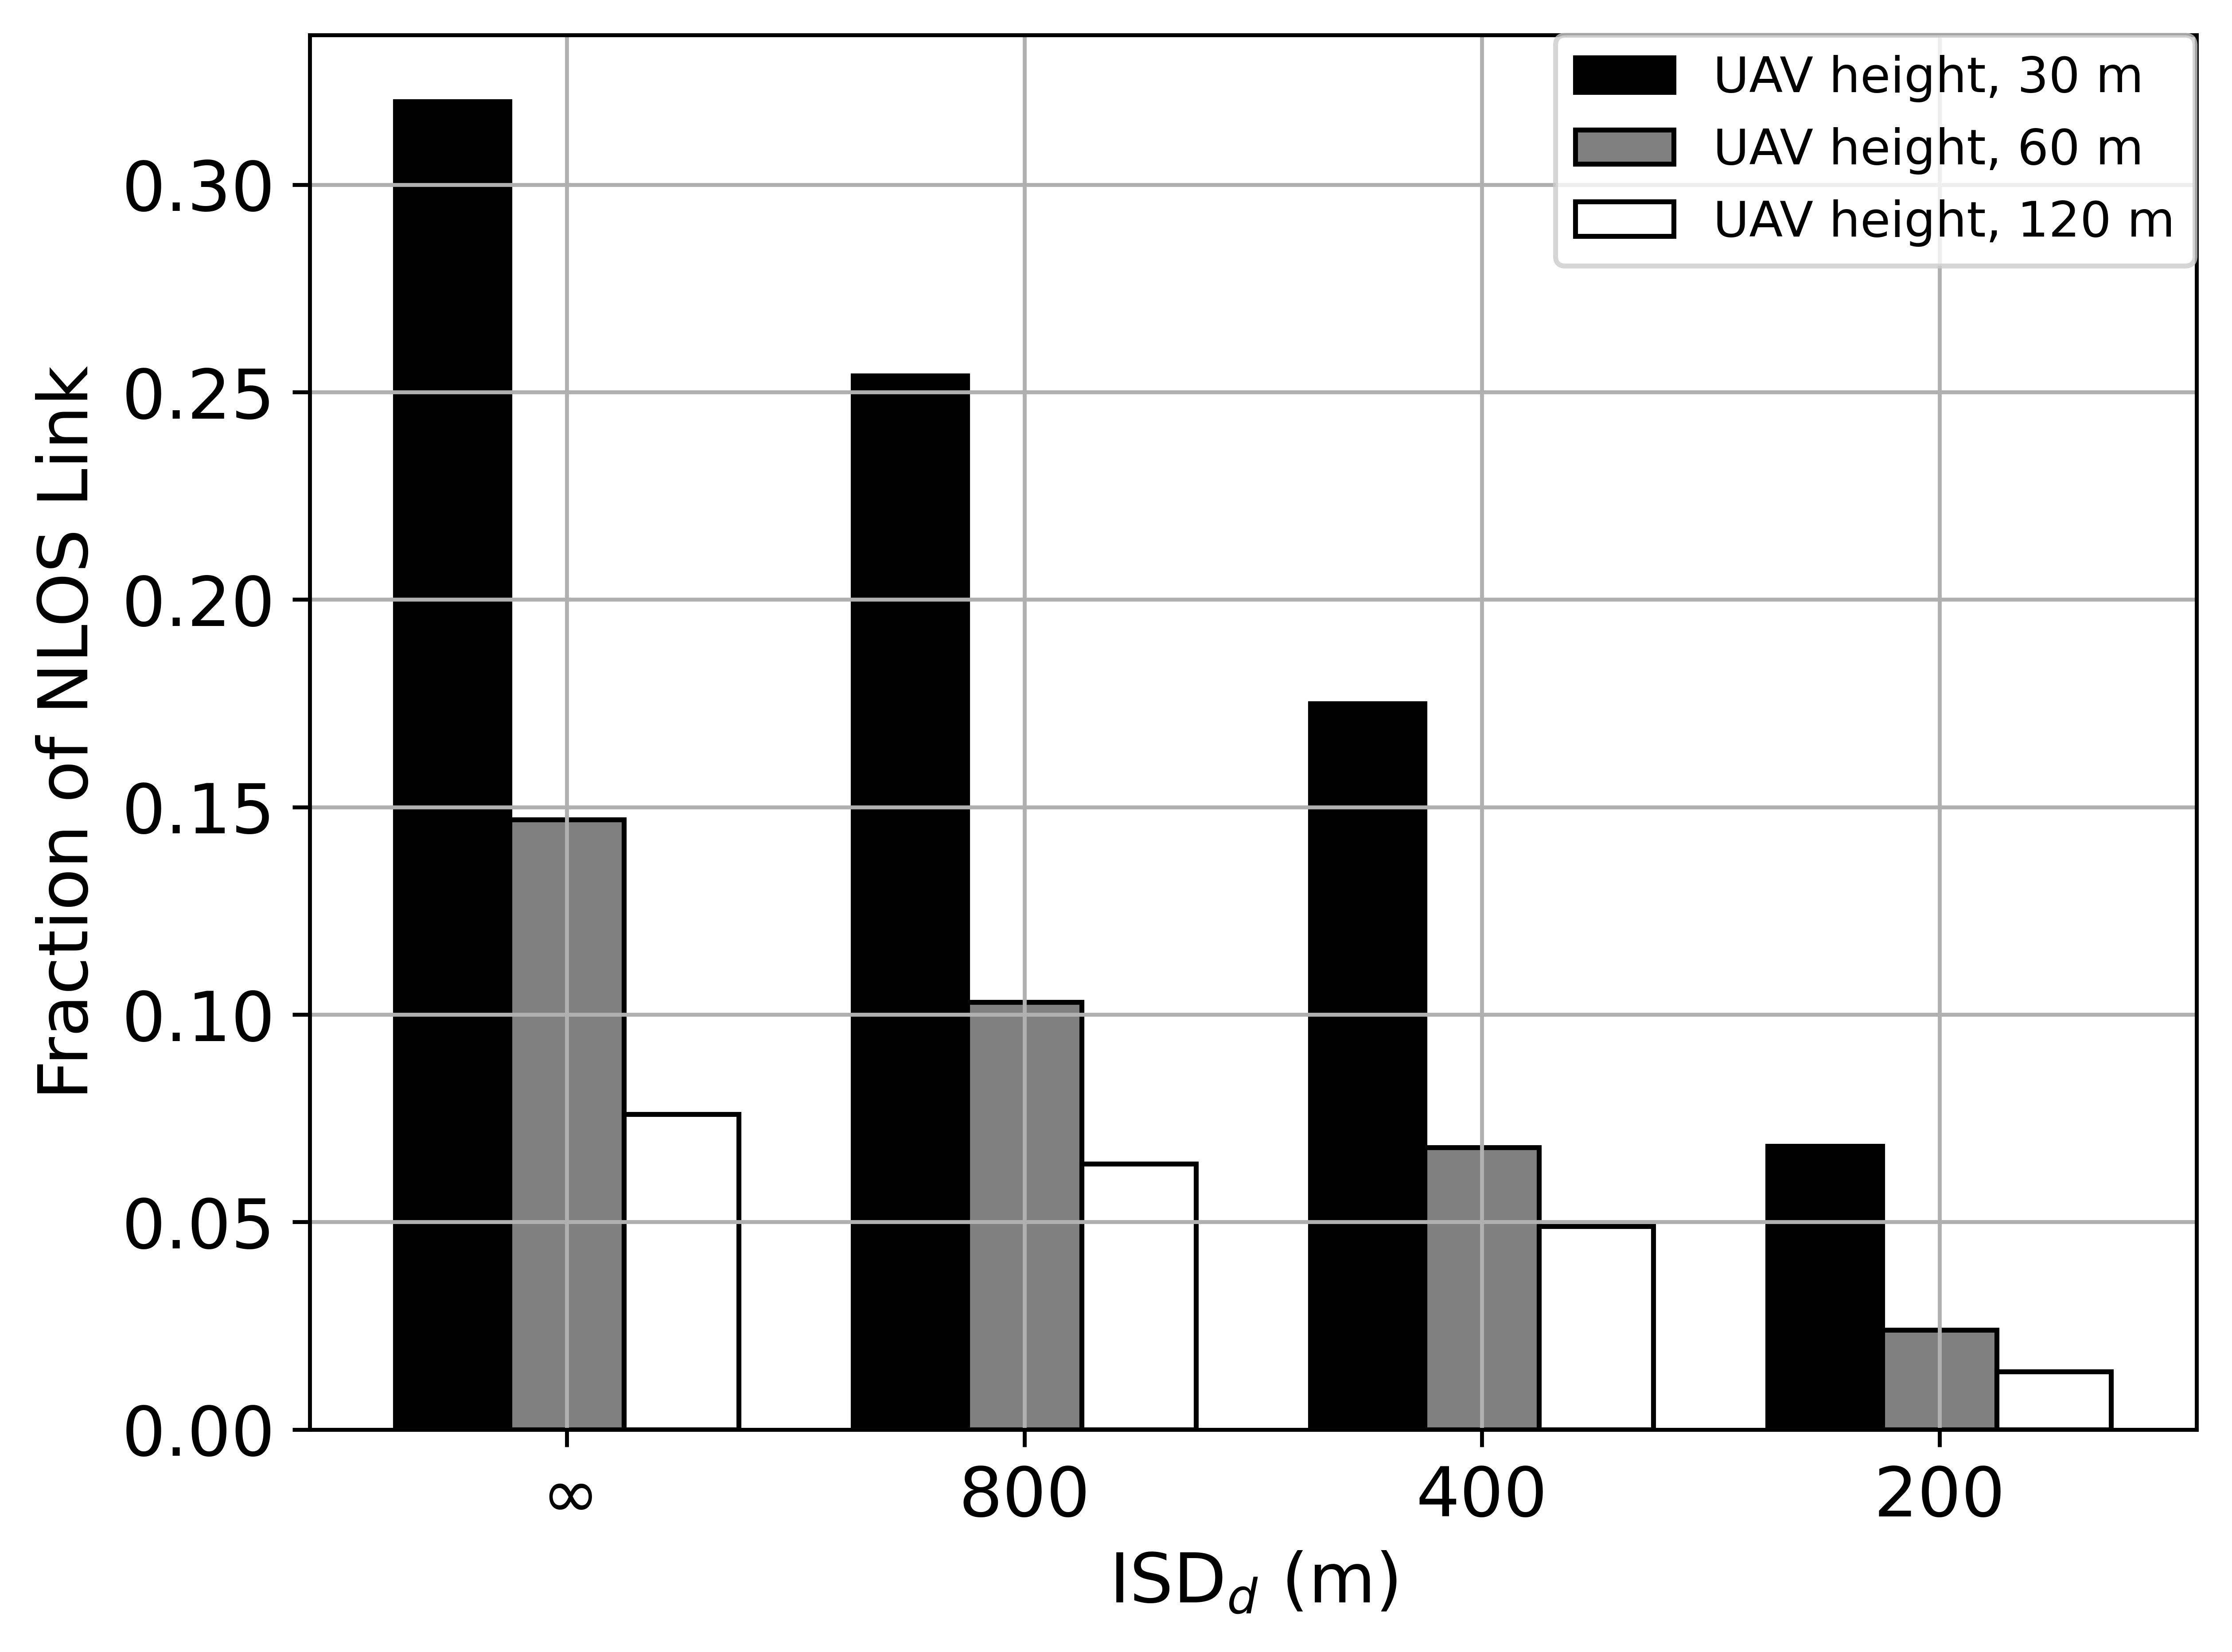 UAV height, 30 m
UAV height, 60 m
UAV height, 120 m
Fraction of NLOS Link
0.30
0.25
0.20
0.15
0.10
0.05
0.00
∞ 800 400 200
ISD_d (m)